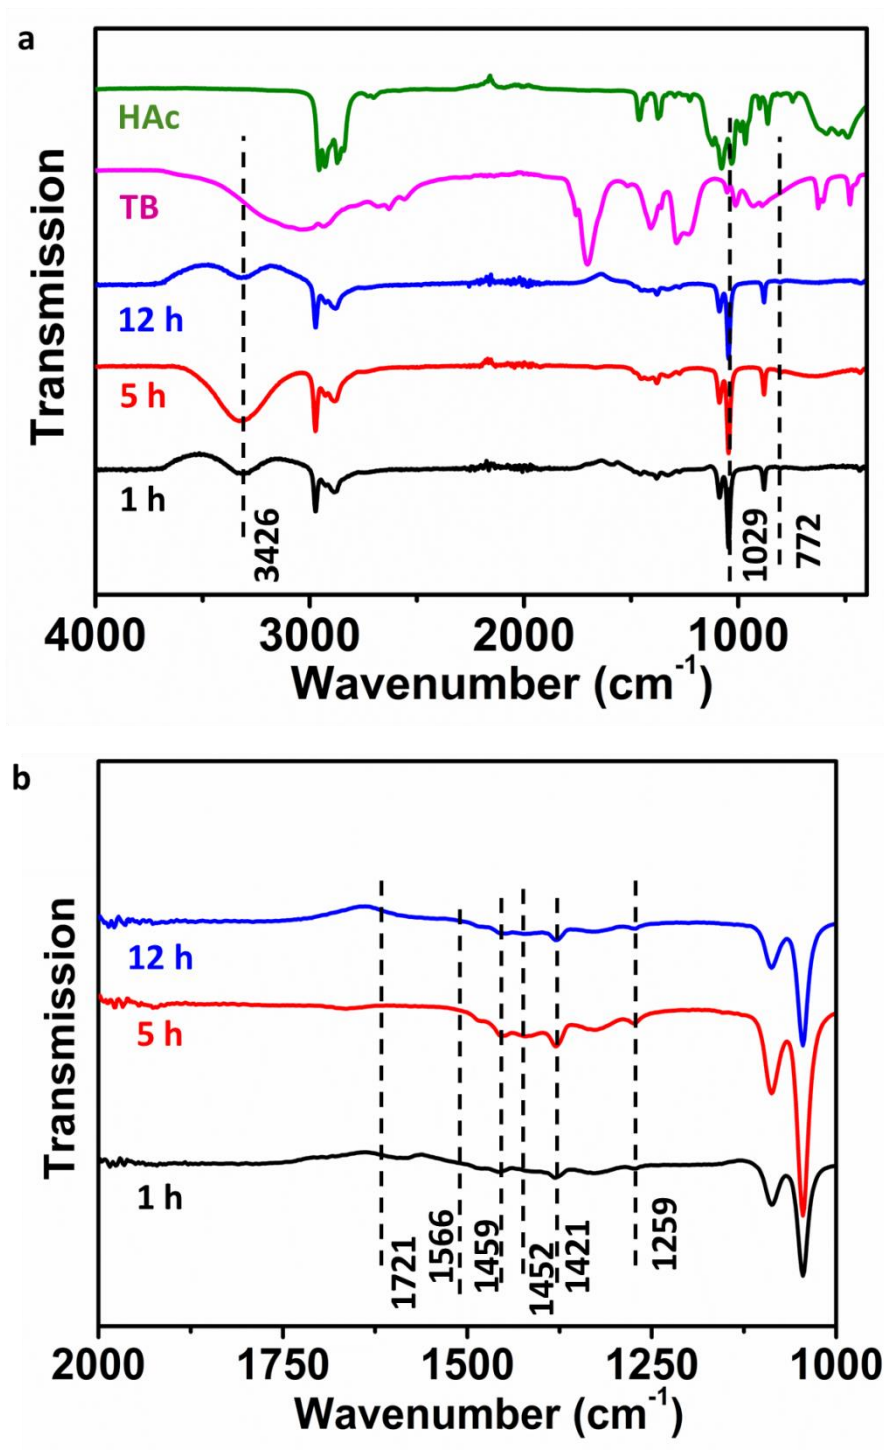 a
HAc
TB
12 h
5 h
1 h
3426
1029
772
Transmission
4000
3000
2000
1000
Wavenumber (cm-1)
b
12 h
5 h
1 h
1721
1566
1459
1452
1421
1259
Transmission
2000
1750
1500
1250
1000
Wavenumber (cm-1)